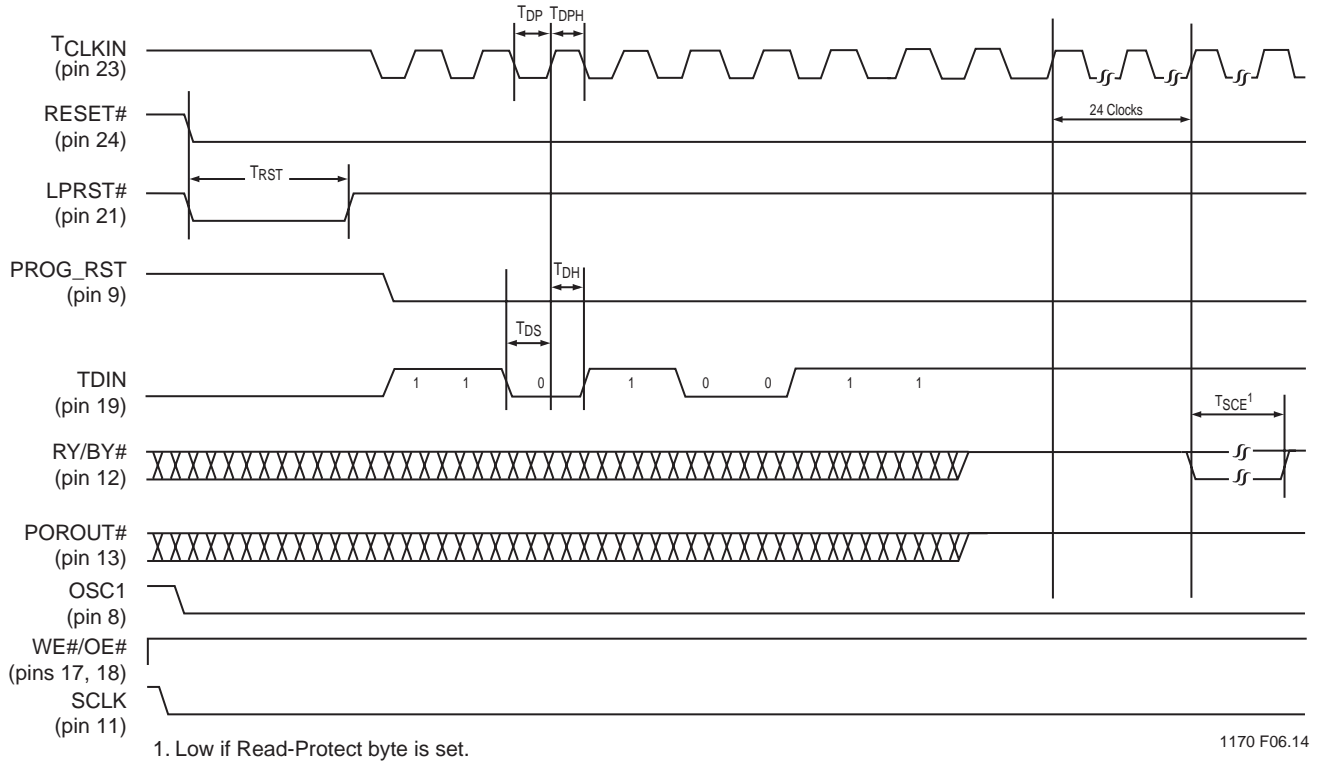 TDP TDPH
TCLKIN
(pin 23)
RESET#
(pin 24)
24 Clocks
TRST
LPRST#
(pin 21)
PROG_RST
(pin 9)
TDH
TDS
TDIN
(pin 19)
1 1 0 1 0 0 1 1
TSCE1
RY/BY#
(pin 12)
POROUT#
(pin 13)
OSC1
(pin 8)
WE#/OE#
(pins 17, 18)
SCLK
(pin 11)
1. Low if Read-Protect byte is set.
1170 F06.14